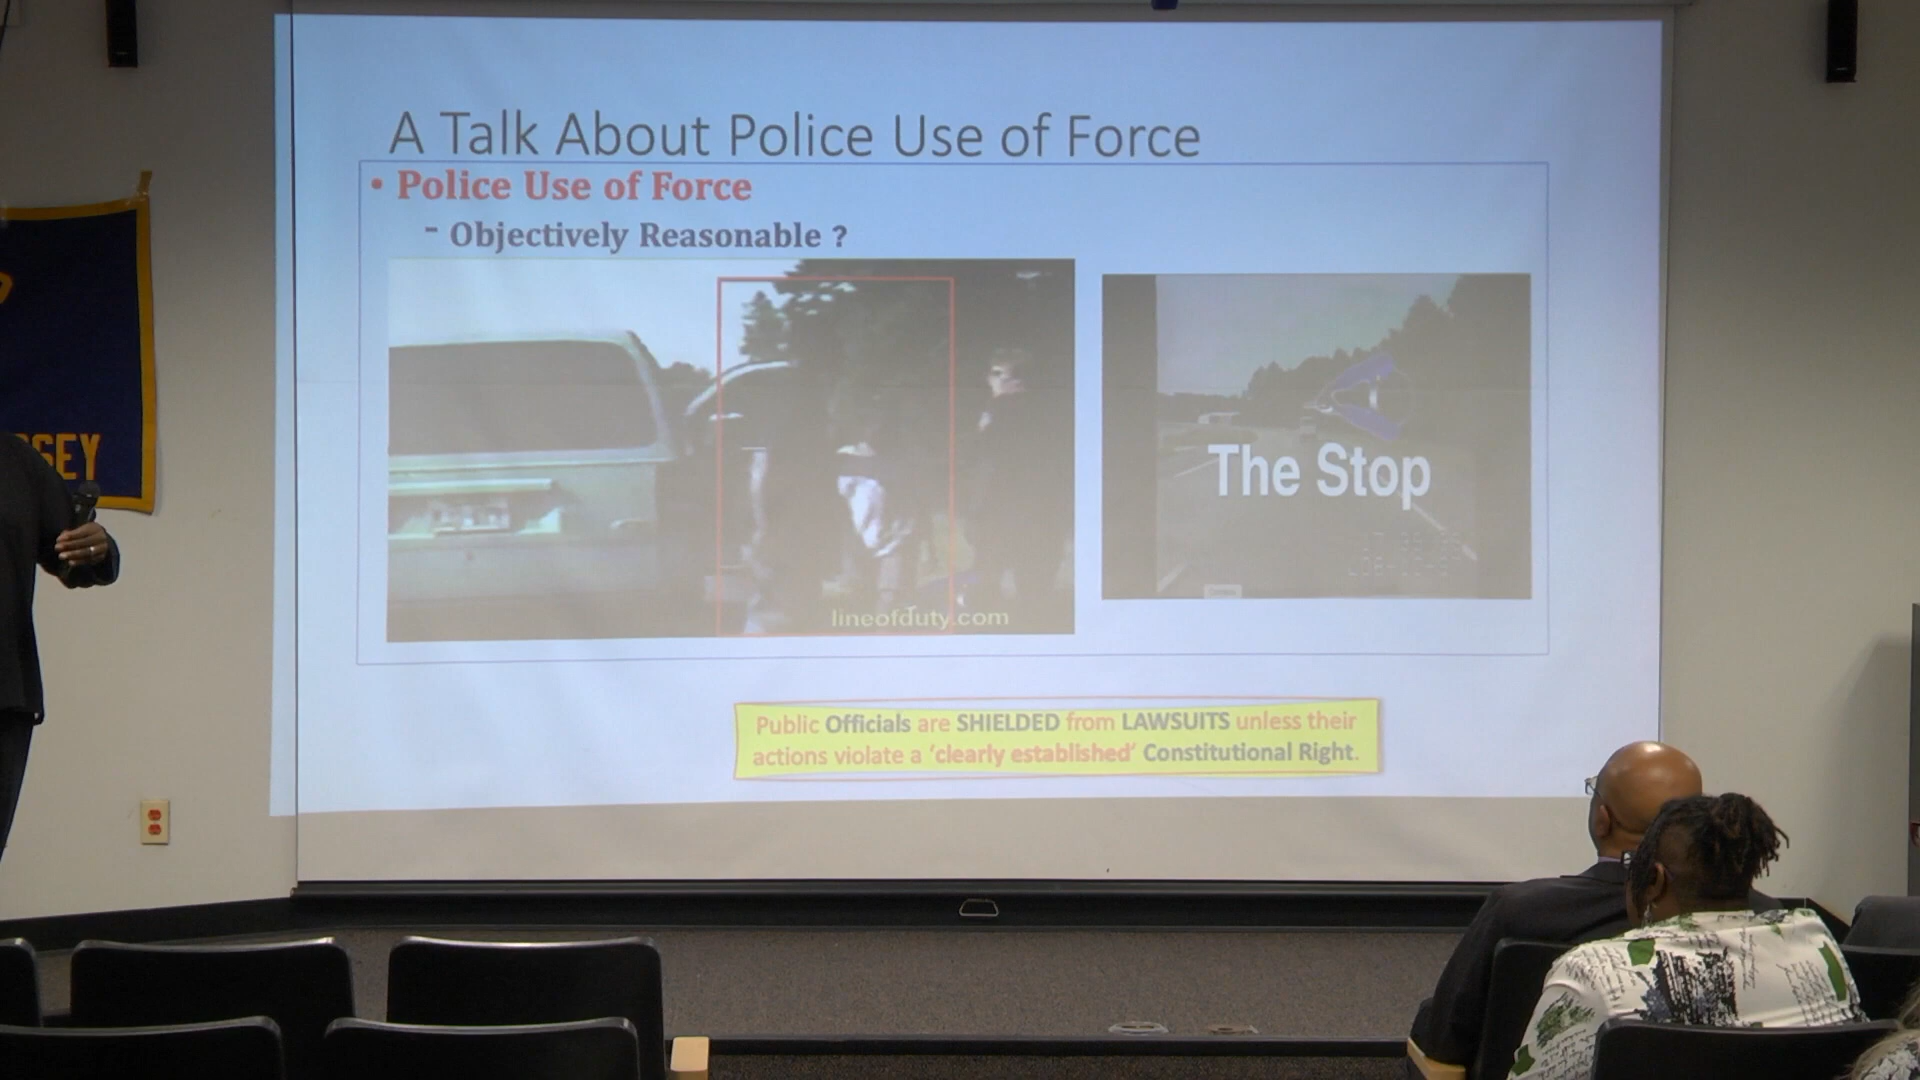 A Talk About Police Use of Force
• Police Use of Force
- Objectively Reasonable ?
lineofduty.com
The Stop
Public Officials are SHIELDED from LAWSUITS unless their
actions violate a ‘clearly established‘ Constitutional Right.
SEY